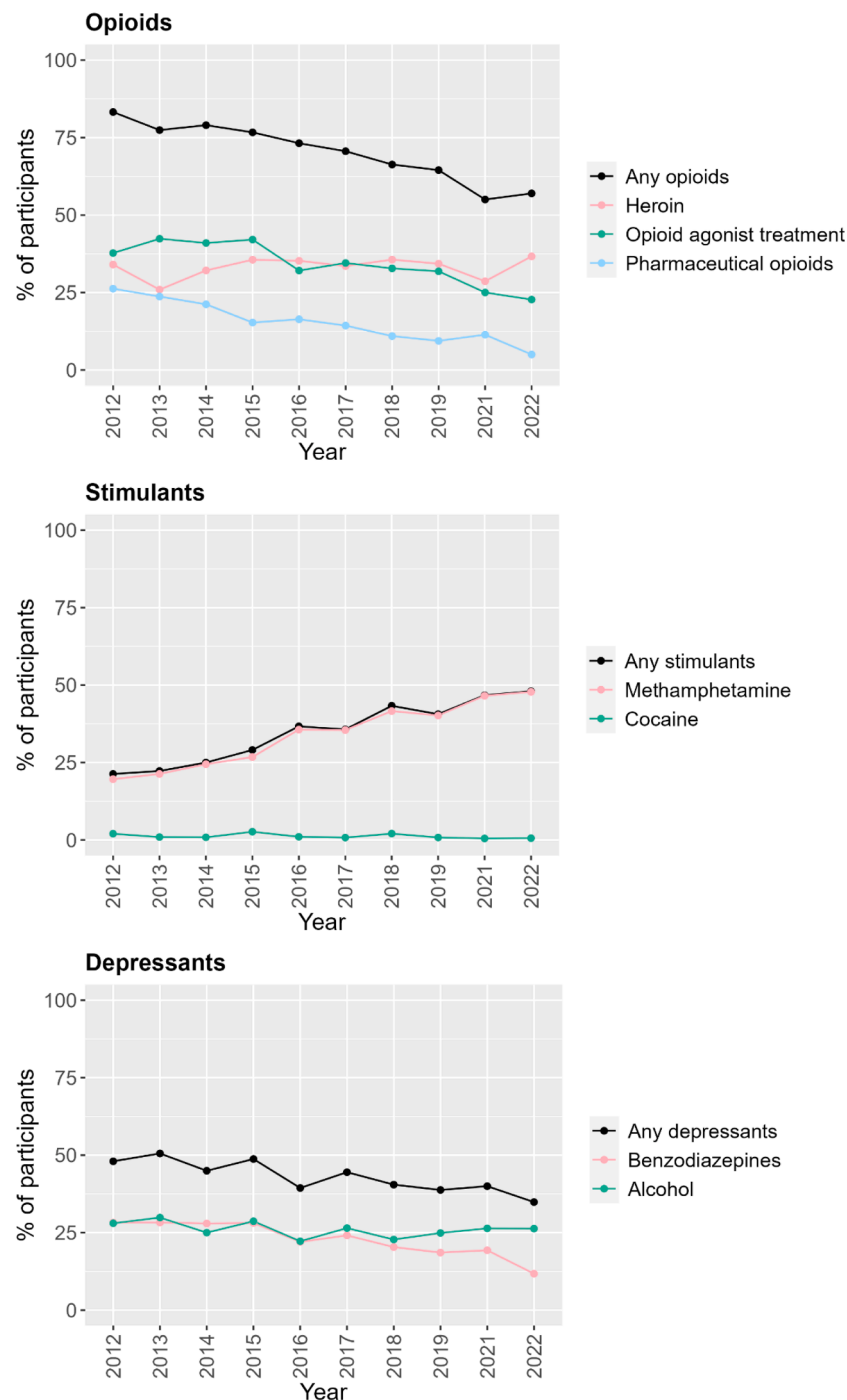 Opioids
100
75
50
25
0
% of participants
2012 2013 2014 2015 2016 2017 2018 2019 2021 2022
Year
Any opioids
Heroin
Opioid agonist treatment
Pharmaceutical opioids
Stimulants
100
75
50
25
0
% of participants
2012 2013 2014 2015 2016 2017 2018 2019 2021 2022
Year
Any stimulants
Methamphetamine
Cocaine
Depressants
100
75
50
25
0
% of participants
2012 2013 2014 2015 2016 2017 2018 2019 2021 2022
Year
Any depressants
Benzodiazepines
Alcohol